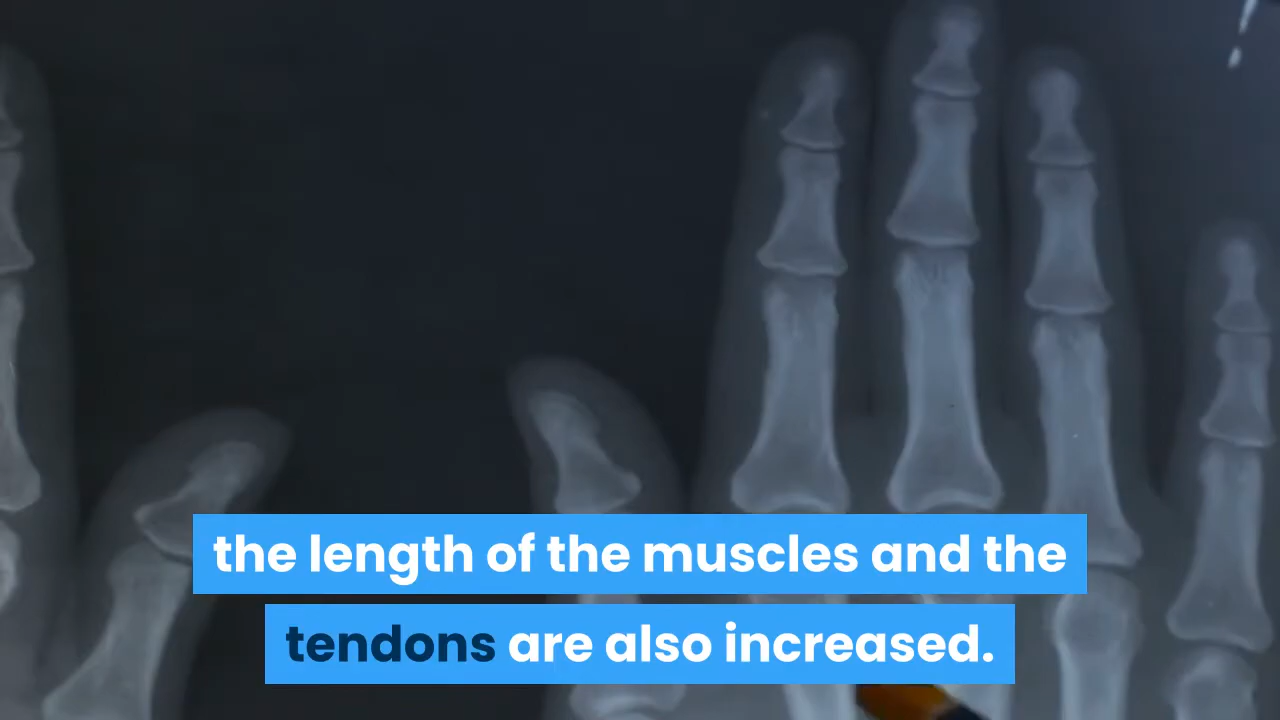 the length of the muscles and the
tendons are also increased.